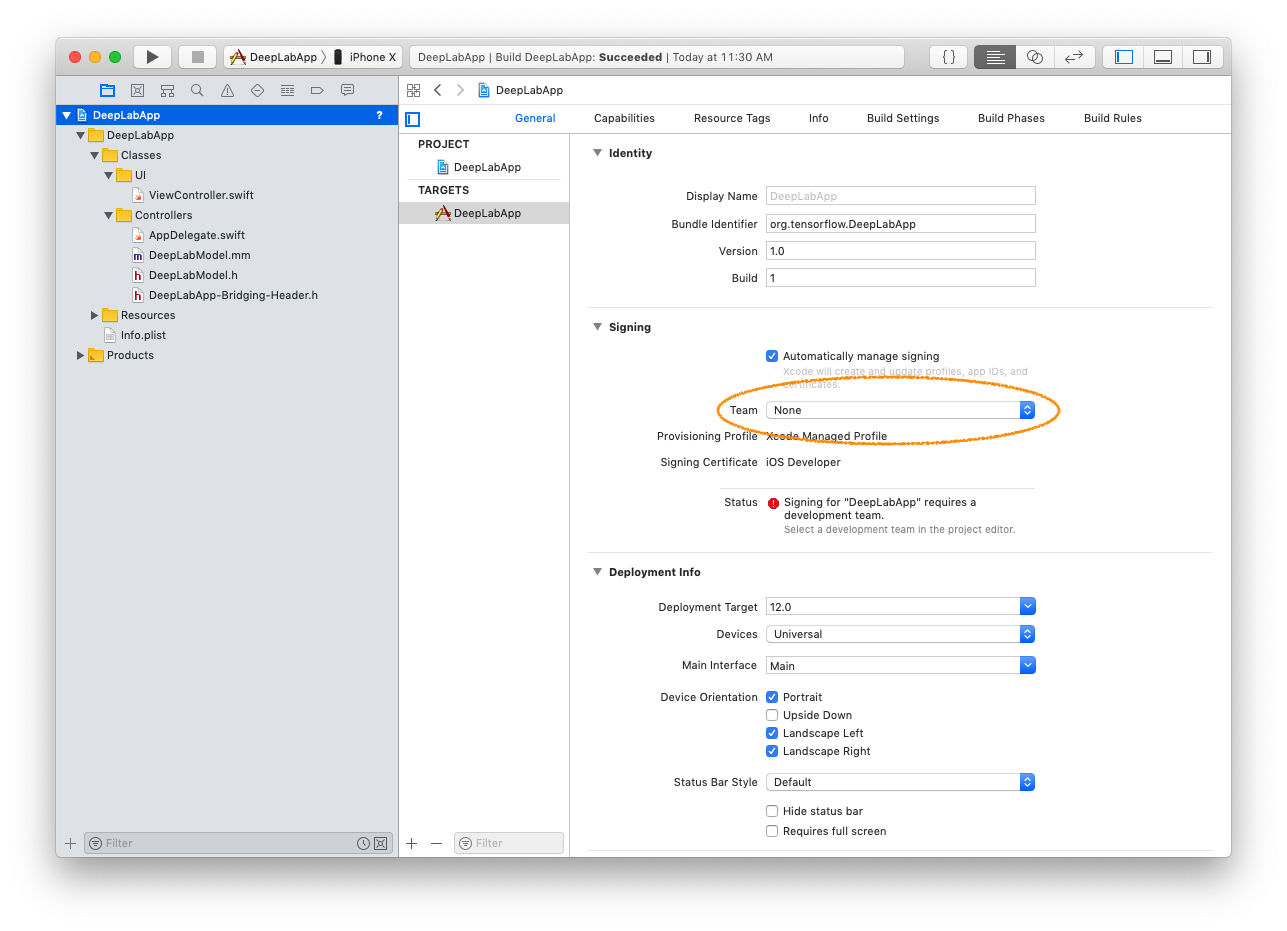 DeepLabApp
iPhone X
DeepLabApp | Build DeepLabApp: Succeeded | Today at 11:30 AM
{ }
DeepLabApp
?
DeepLabApp
Classes
UI
ViewController.swift
Controllers
AppDelegate.swift
m DeepLabModel.mm
h DeepLabModel.h
h DeepLabApp-Bridging-Header.h
Resources
Info.plist
Products
Filter
DeepLabApp
General Capabilities Resource Tags Info Build Settings Build Phases Build Rules
PROJECT
DeepLabApp
TARGETS
DeepLabApp
Filter
Identity
Display Name DeepLabApp
Bundle Identifier org.tensorflow.DeepLabApp
Version 1.0
Build 1
Signing
Automatically manage signing
Xcode will create and update profiles, app IDs, and
certificates.
Team None
Provisioning Profile Xcode Managed Profile
Signing Certificate iOS Developer
Status Signing for "DeepLabApp" requires a
development team.
Select a development team in the project editor.
Deployment Info
Deployment Target 12.0
Devices Universal
Main Interface Main
Device Orientation Portrait
Upside Down
Landscape Left
Landscape Right
Status Bar Style Default
Hide status bar
Requires full screen